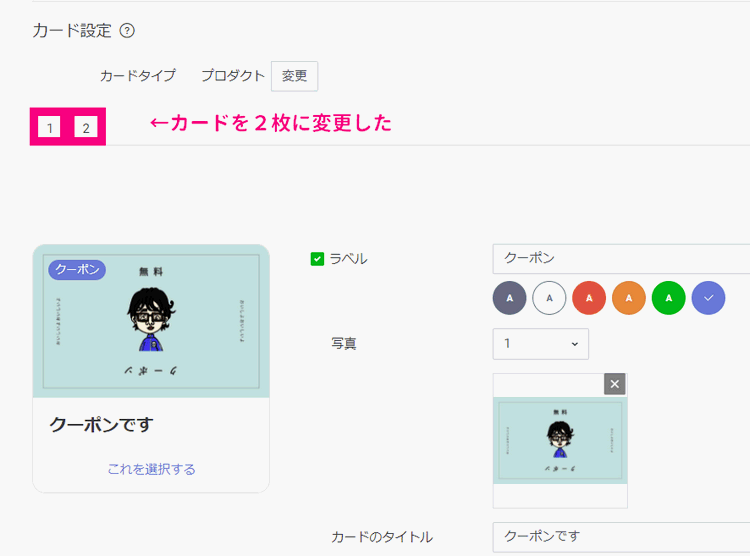 カード設定 ?
カードタイプ プロダクト 変更
1 2 ←カードを2枚に変更した
クーポン
無料
クーポン
クーポンです
これを選択する
ラベル クーポン
A A A A A
写真 1
無料
クーポン
カードのタイトル クーポンです